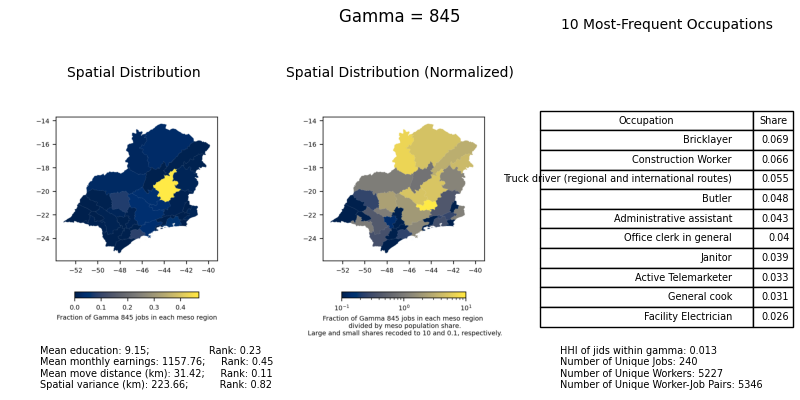 Gamma = 845
10 Most-Frequent Occupations
Spatial Distribution
Spatial Distribution (Normalized)
−14
−16
−18
−20
−22
−24
−52 −50 −48 −46 −44 −42 −40
0.0 0.1 0.2 0.3 0.4
Fraction of Gamma 845 jobs in each meso region
−14
−16
−18
−20
−22
−24
−52 −50 −48 −46 −44 −42 −40
10⁻¹ 10⁰ 10¹
Fraction of Gamma 845 jobs in each meso region
divided by meso population share.
Large and small shares recoded to 10 and 0.1, respectively.
Occupation Share
Bricklayer 0.069
Construction Worker 0.066
Truck driver (regional and international routes) 0.055
Butler 0.048
Administrative assistant 0.043
Office clerk in general 0.04
Janitor 0.039
Active Telemarketer 0.033
General cook 0.031
Facility Electrician 0.026
Mean education: 9.15; Rank: 0.23
Mean monthly earnings: 1157.76; Rank: 0.45
Mean move distance (km): 31.42; Rank: 0.11
Spatial variance (km): 223.66; Rank: 0.82
HHI of jids within gamma: 0.013
Number of Unique Jobs: 240
Number of Unique Workers: 5227
Number of Unique Worker-Job Pairs: 5346